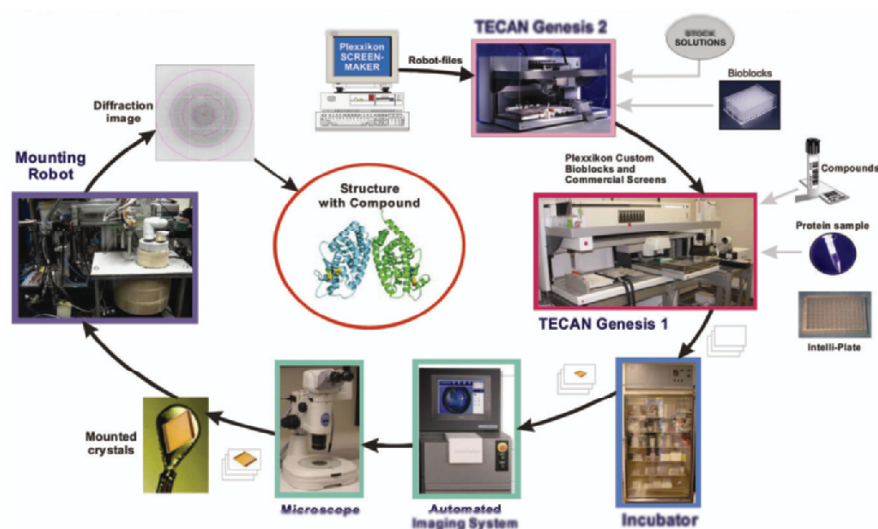 TECAN Genesis 2
Plexxikon
SCREEN-
MAKER
Robot-files
STOCK
SOLUTIONS
Bioblocks
Diffraction
image
Mounting
Robot
Plexxikon Custom
Bioblocks and
Commercial Screens
Compounds
Structure
with Compound
Protein sample
TECAN Genesis 1
Intelli-Plate
Mounted
crystals
Microscope
Automated
Imaging System
Incubator